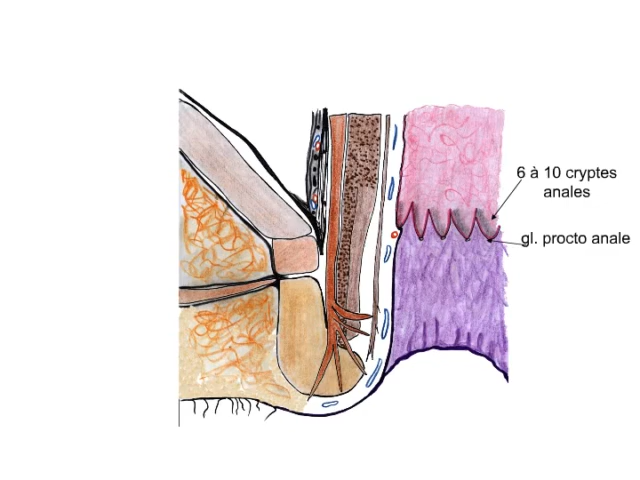 6 à 10 cryptes
anales
gl. procto anale